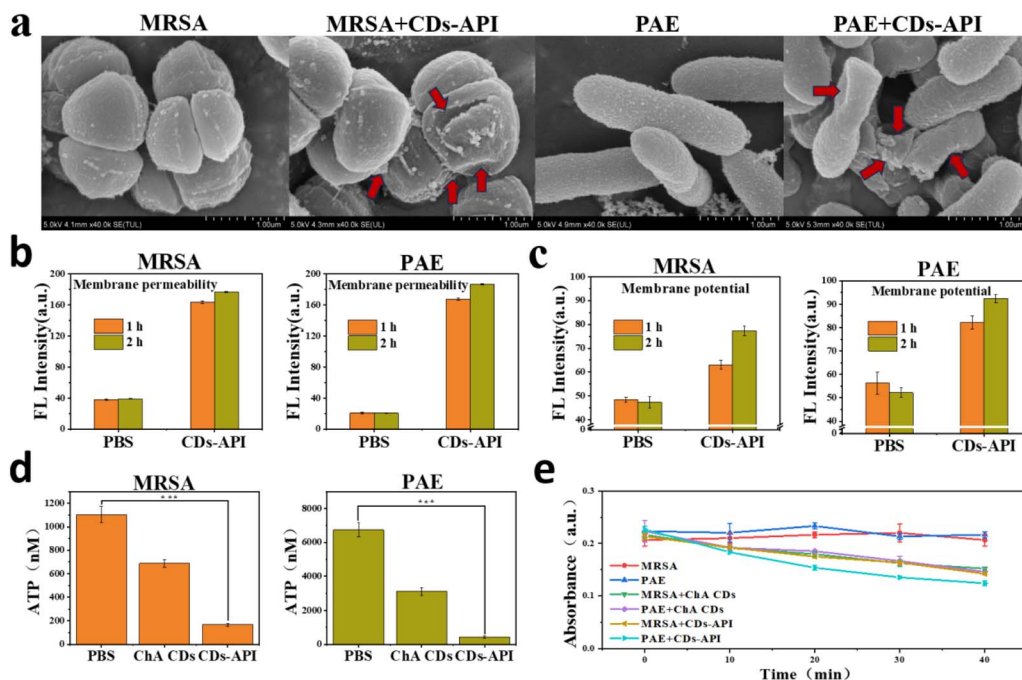 a
MRSA
MRSA+CDs-API
PAE
PAE+CDs-API
5.0kV 4.1mm x40.0k SE(TUL)
1.00um
5.0kV 4.3mm x40.0k SE(TUL)
1.00um
5.0kV 4.9mm x40.0k SE(TUL)
1.00um
5.0kV 5.3mm x40.0k SE(TUL)
1.00um
b
MRSA
Membrane permeability
FL Intensity(a.u.)
200
160
120
80
40
0
1 h
2 h
PBS
CDs-API
PAE
Membrane permeability
FL Intensity(a.u.)
200
160
120
80
40
0
1 h
2 h
PBS
CDs-API
c
MRSA
Membrane potential
FL Intensity(a.u.)
100
90
80
70
60
50
40
0
1 h
2 h
PBS
CDs-API
PAE
Membrane potential
FL Intensity(a.u.)
100
90
80
70
60
50
40
0
1 h
2 h
PBS
CDs-API
d
MRSA
***
ATP（nM）
1200
1000
800
600
400
200
0
PBS
ChA CDs
CDs-API
PAE
***
ATP（nM）
8000
6000
4000
2000
0
PBS
ChA CDs
CDs-API
e
Absorbance（a.u.）
0.3
0.2
0.1
0.0
MRSA
PAE
MRSA+ChA CDs
PAE+ChA CDs
MRSA+CDs-API
PAE+CDs-API
0
10
20
30
40
Time（min）